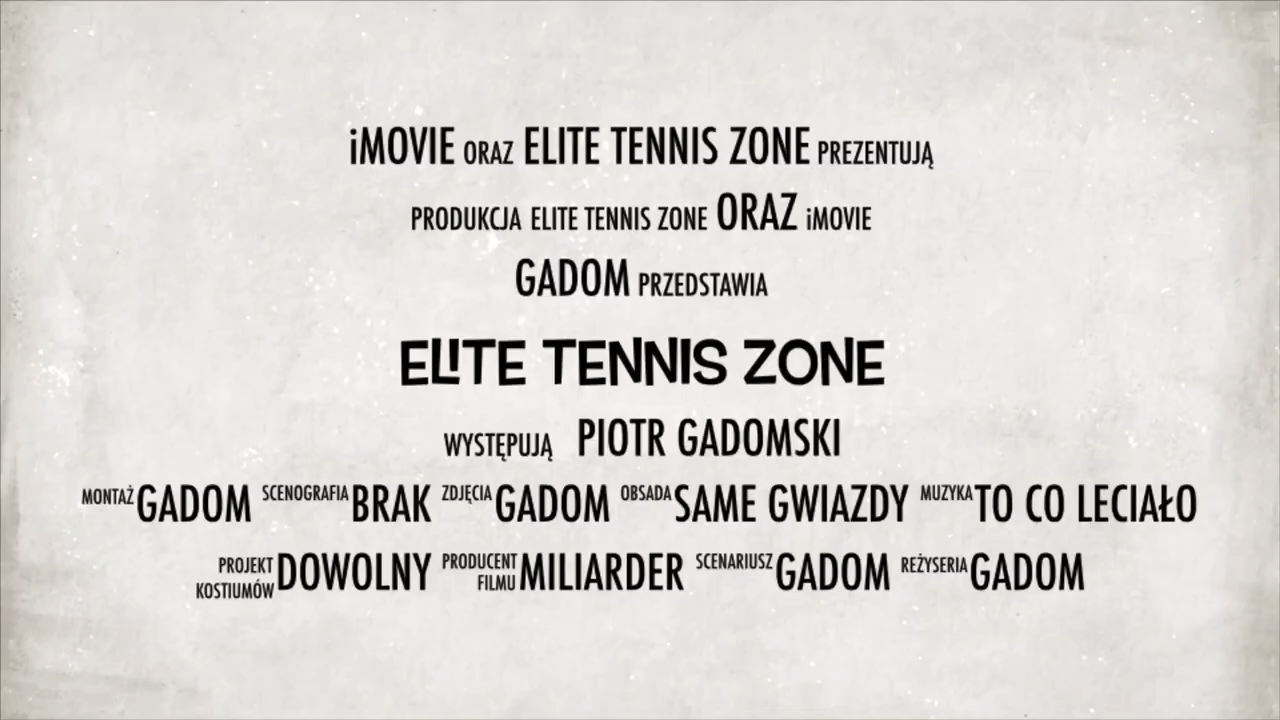 iMOVIE ORAZ ELITE TENNIS ZONE PREZENTUJĄ
PRODUKCJA ELITE TENNIS ZONE ORAZ iMOVIE
GADOM PRZEDSTAWIA
ELITE TENNIS ZONE
WYSTĘPUJĄ PIOTR GADOMSKI
MONTAŻ GADOM SCENOGRAFIA BRAK ZDJĘCIA GADOM OBSADA SAME GWIAZDY MUZYKA TO CO LECIAŁO
PROJEKT KOSTIUMÓW DOWOLNY PRODUCENT FILMU MILIARDER SCENARIUSZ GADOM REŻYSERIA GADOM